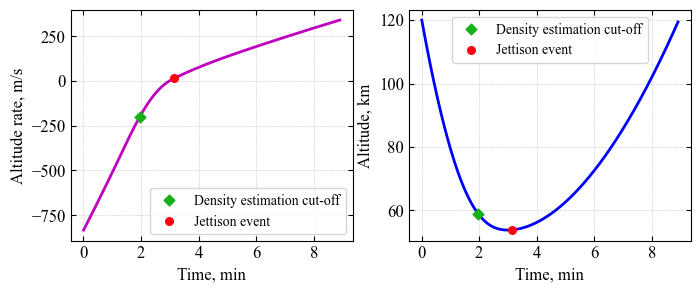 Altitude rate, m/s
250
0
−250
−500
−750
0
2
4
6
8
Time, min
Density estimation cut-off
Jettison event
Altitude, km
120
100
80
60
0
2
4
6
8
Time, min
Density estimation cut-off
Jettison event